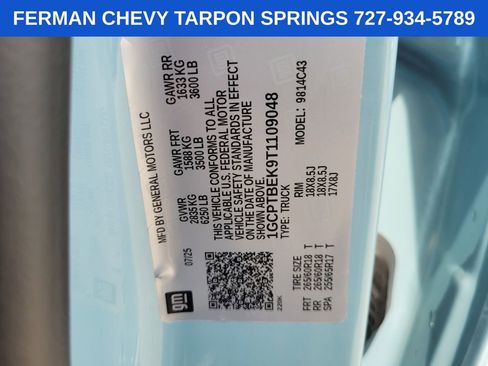 FERMAN CHEVY TARPON SPRINGS 727-934-5789
MFD BY GENERAL MOTORS LLC
07/25
GVWR
2835 KG
6250 LB
GAWR FRT
1588 KG
3500 LB
GAWR RR
1633 KG
3600 LB
THIS VEHICLE CONFORMS TO ALL
APPLICABLE U.S. FEDERAL MOTOR
VEHICLE SAFETY STANDARDS IN EFFECT
ON THE DATE OF MANUFACTURE
SHOWN ABOVE.
1GCPTBEK9T1109048
TYPE: TRUCK
MODEL: 9814C43
gm
TIRE SIZE RIM
FRT 265/60R18 T 18X8.5J
RR 265/60R18 T 18X8.5J
SPA 255/65R17 T 17X8J